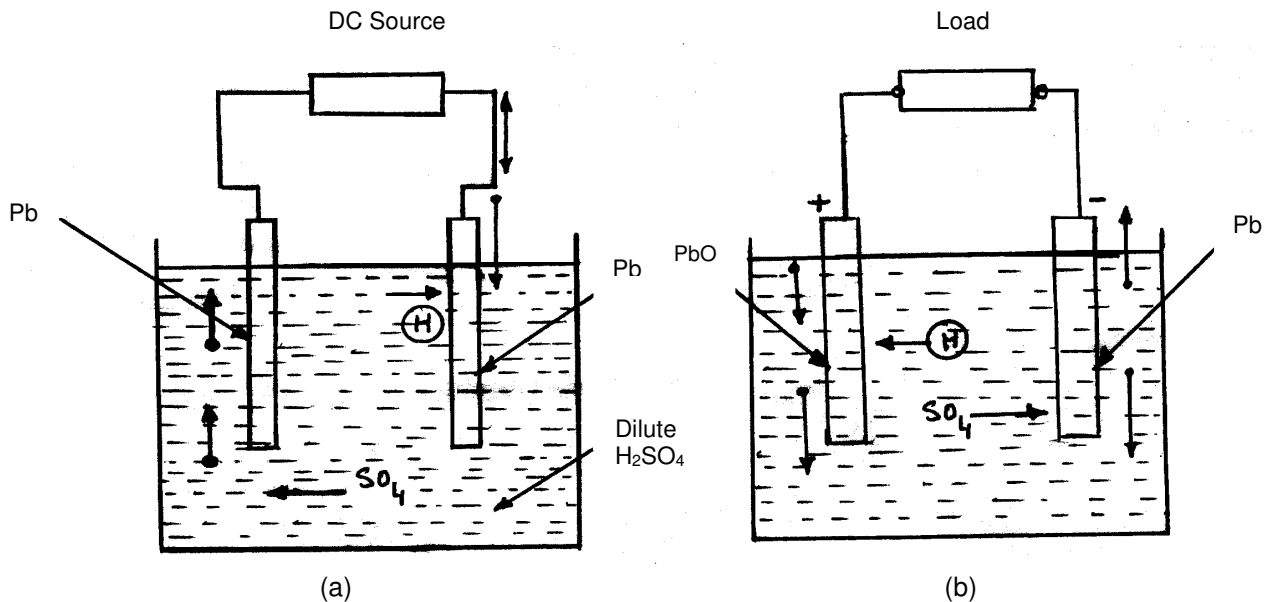 DC Source
Load
Pb
+
-
Pb
PbO
Pb
H
H
SO₄
Dilute
H₂SO₄
SO₄
(a)
(b)